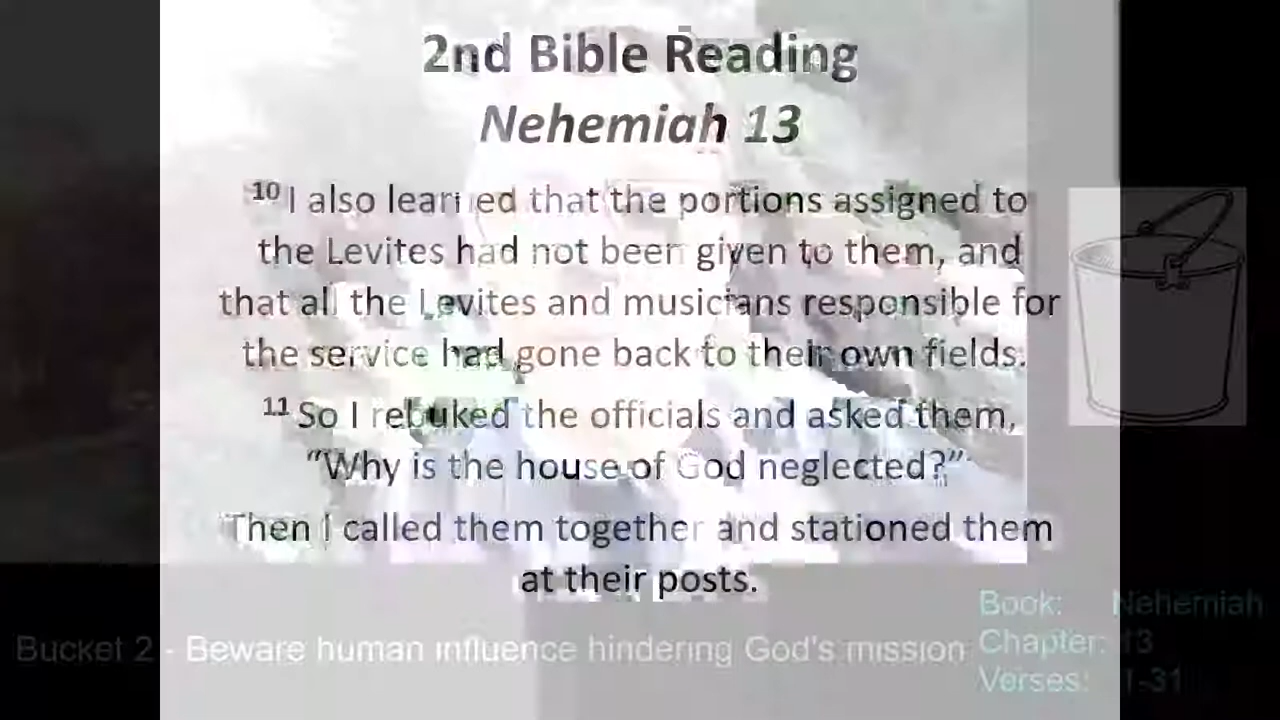 2nd Bible Reading
Nehemiah 13
10 I also learned that the portions assigned to
the Levites had not been given to them, and
that all the Levites and musicians responsible for
the service had gone back to their own fields.
11 So I rebuked the officials and asked them,
“Why is the house of God neglected?”
Then I called them together and stationed them
at their posts.
Bucket 2 - Beware human influence hindering God's mission
Book: Nehemiah
Chapter: 13
Verses: 1-31